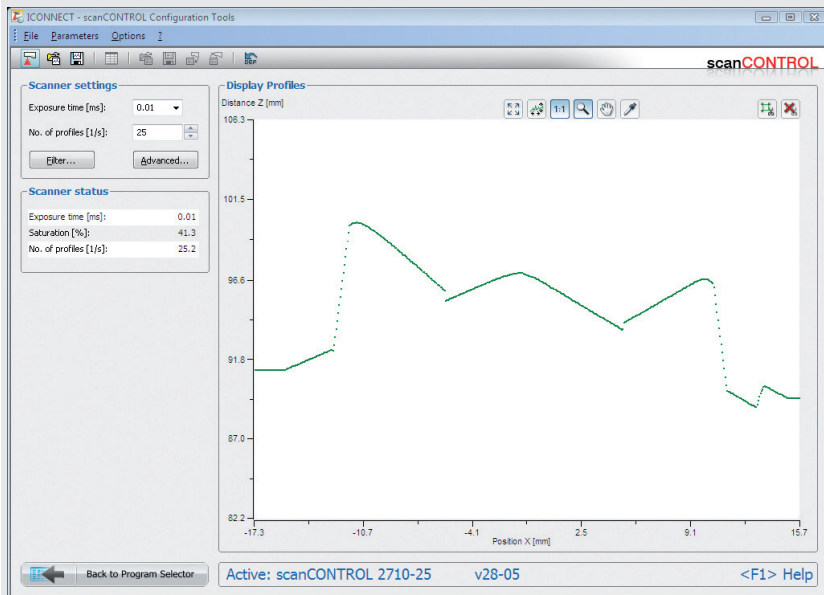 ICONNECT - scanCONTROL Configuration Tools
File Parameters Options ?
DSP
scanCONTROL
Scanner settings
Exposure time [ms]: 0.01
No. of profiles [1/s]: 25
Filter... Advanced...
Scanner status
Exposure time [ms]: 0.01
Saturation [%]: 41.3
No. of profiles [1/s]: 25.2
Display Profiles
Distance Z [mm]
1:1
106.3
101.5
96.6
91.8
87.0
82.2
-17.3 -10.7 -4.1 2.5 9.1 15.7
Position X [mm]
Back to Program Selector
Active: scanCONTROL 2710-25 v28-05 <F1> Help